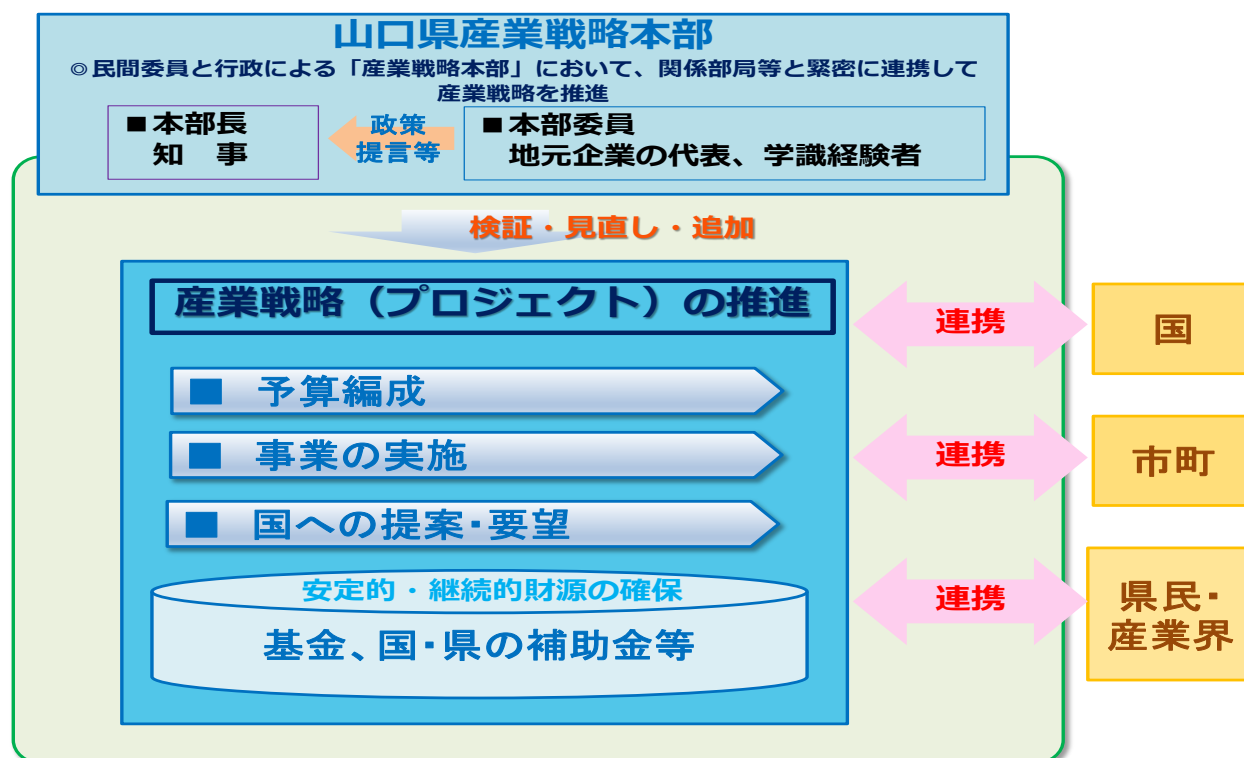 山口県産業戦略本部
◎民間委員と行政による「産業戦略本部」において、関係部局等と緊密に連携して
産業戦略を推進
■本部長
知　事
政策
提言等
■本部委員
地元企業の代表、学識経験者
検証・見直し・追加
産業戦略（プロジェクト）の推進
■ 予算編成
■ 事業の実施
■ 国への提案・要望
安定的・継続的財源の確保
基金、国・県の補助金等
連携
国
連携
市町
連携
県民・
産業界